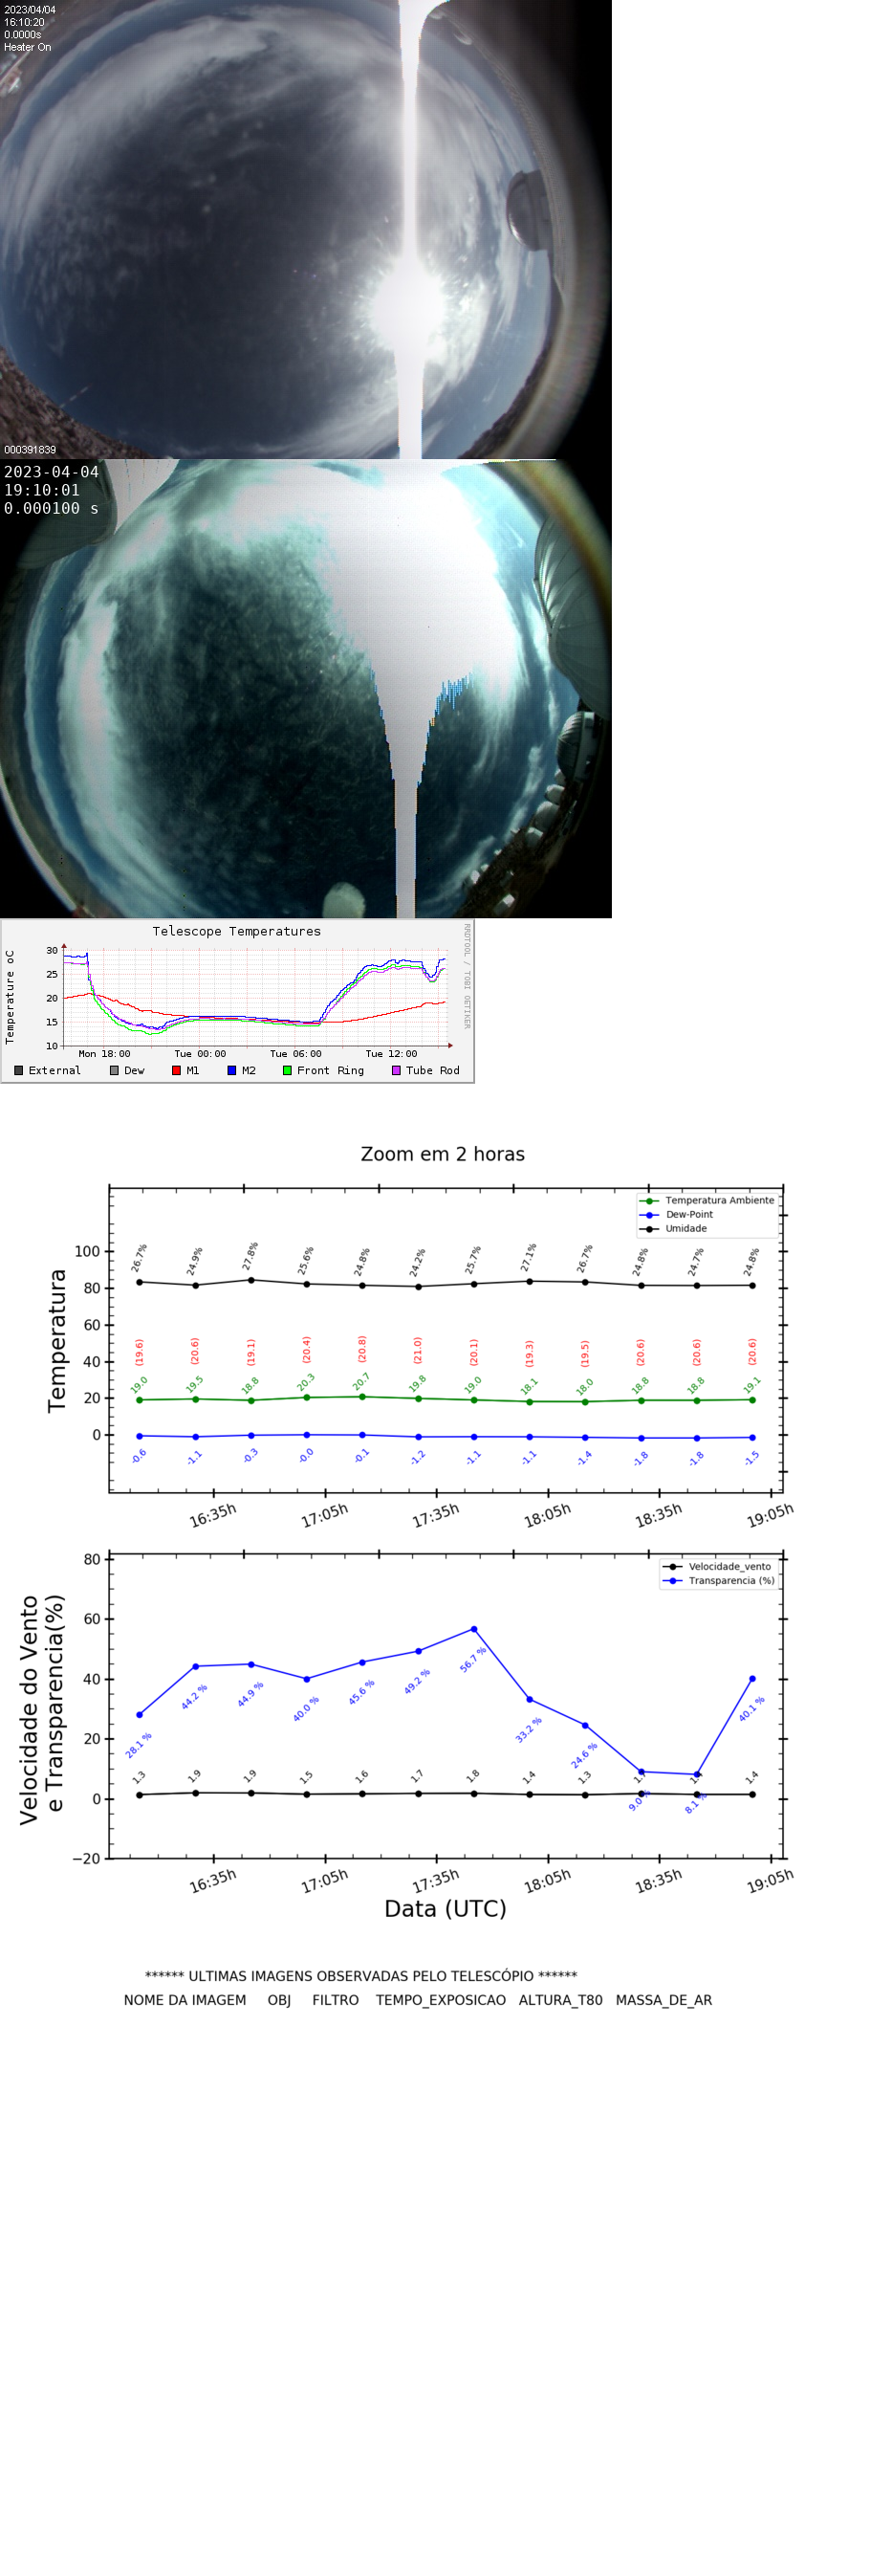 2023/04/04
16:10:20
0.0000s
Heater On
000391839
2023-04-04
19:10:01
0.000100 s
Telescope Temperatures
RRDTOOL / TOBI OETIKER
Temperature oC
30
25
20
15
10
Mon 18:00 Tue 00:00 Tue 06:00 Tue 12:00
External Dew M1 M2 Front Ring Tube Rod
Zoom em 2 horas
Temperatura Ambiente
Dew-Point
Umidade
Temperatura
100
80
60
40
20
0
26.7% 24.9% 27.8% 25.6% 24.8% 24.2% 25.7% 27.1% 26.7% 24.8% 24.7% 24.8%
(19.6) (20.6) (19.1) (20.4) (20.8) (21.0) (20.1) (19.3) (19.5) (20.6) (20.6) (20.6)
19.0 19.5 18.8 20.3 20.7 19.8 19.0 18.1 18.0 18.8 18.8 19.1
-0.6 -1.1 -0.3 -0.0 -0.1 -1.2 -1.1 -1.1 -1.4 -1.8 -1.8 -1.5
16:35h 17:05h 17:35h 18:05h 18:35h 19:05h
Velocidade_vento
Transparencia (%)
Velocidade do Vento
e Transparencia(%)
80
60
40
20
0
−20
28.1 % 44.2 % 44.9 % 40.0 % 45.6 % 49.2 % 56.7 % 33.2 % 24.6 % 9.0 % 8.1 % 40.1 %
1.3 1.9 1.9 1.5 1.6 1.7 1.8 1.4 1.3 1.7 1.4 1.4
16:35h 17:05h 17:35h 18:05h 18:35h 19:05h
Data (UTC)
****** ULTIMAS IMAGENS OBSERVADAS PELO TELESCÓPIO ******
NOME DA IMAGEM OBJ FILTRO TEMPO_EXPOSICAO ALTURA_T80 MASSA_DE_AR